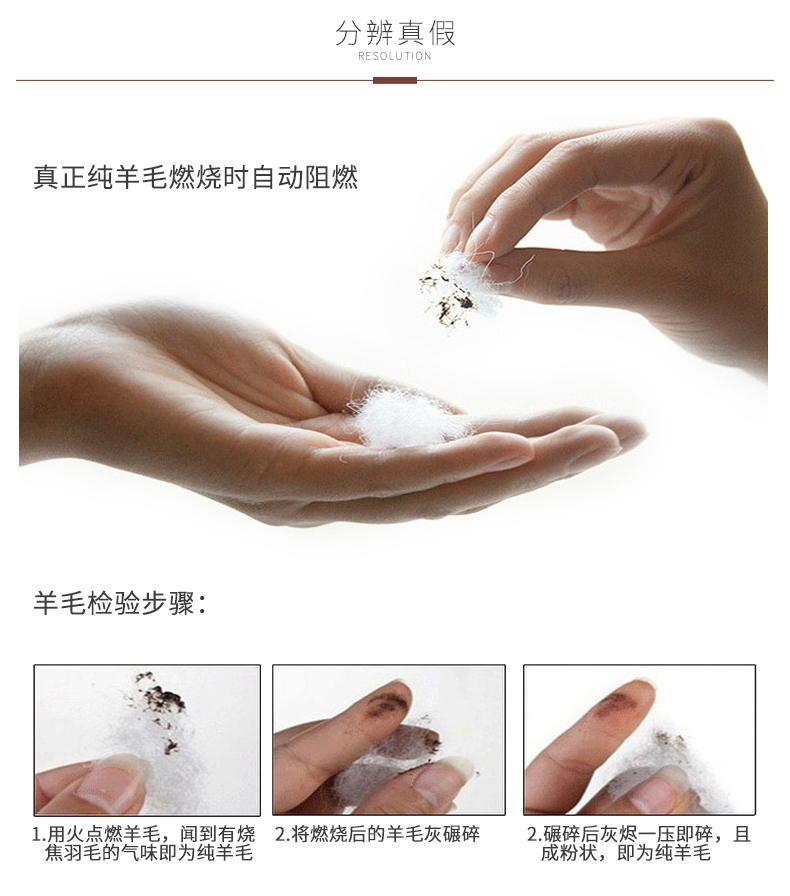 分辨真假
RESOLUTION
真正纯羊毛燃烧时自动阻燃
羊毛检验步骤：
1.用火点燃羊毛，闻到有烧
焦羽毛的气味即为纯羊毛
2.将燃烧后的羊毛灰碾碎
2.碾碎后灰烬一压即碎，且
成粉状，即为纯羊毛